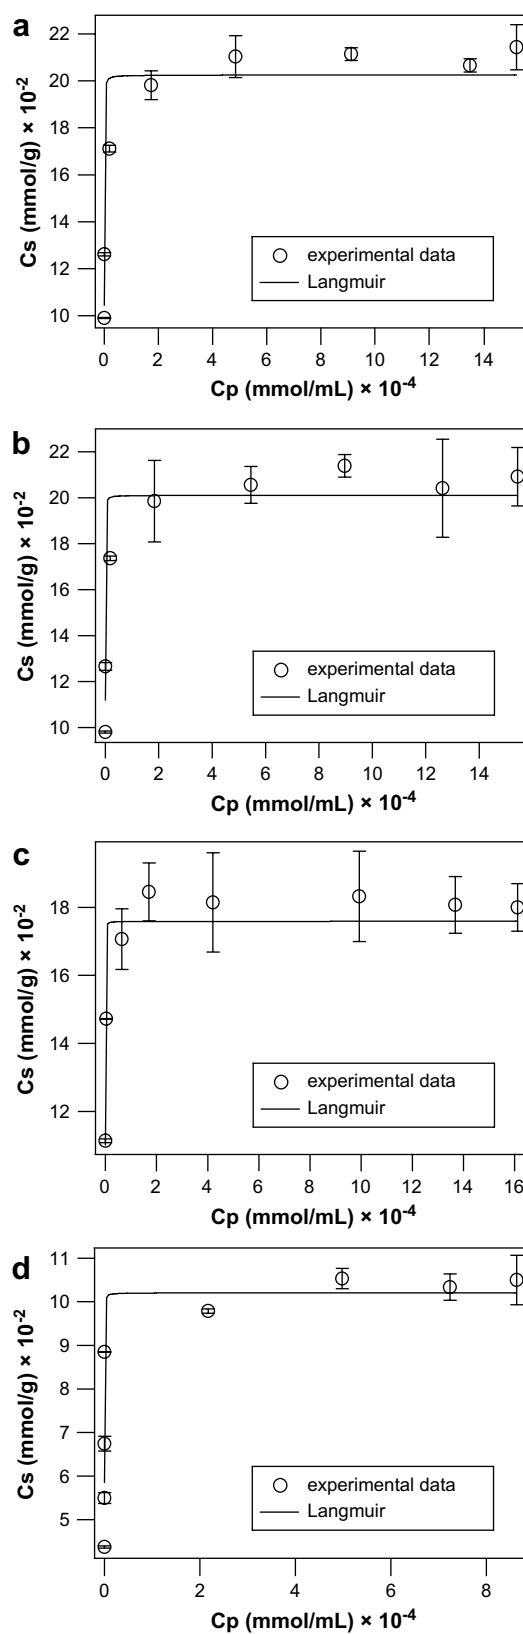 a
22
20
18
16
14
12
10
Cs (mmol/g) × 10-2
experimental data
Langmuir
0 2 4 6 8 10 12 14
Cp (mmol/mL) × 10-4
b
22
20
18
16
14
12
10
Cs (mmol/g) × 10-2
experimental data
Langmuir
0 2 4 6 8 10 12 14
Cp (mmol/mL) × 10-4
c
18
16
14
12
Cs (mmol/g) × 10-2
experimental data
Langmuir
0 2 4 6 8 10 12 14 16
Cp (mmol/mL) × 10-4
d
11
10
9
8
7
6
5
Cs (mmol/g) × 10-2
experimental data
Langmuir
0 2 4 6 8
Cp (mmol/mL) × 10-4